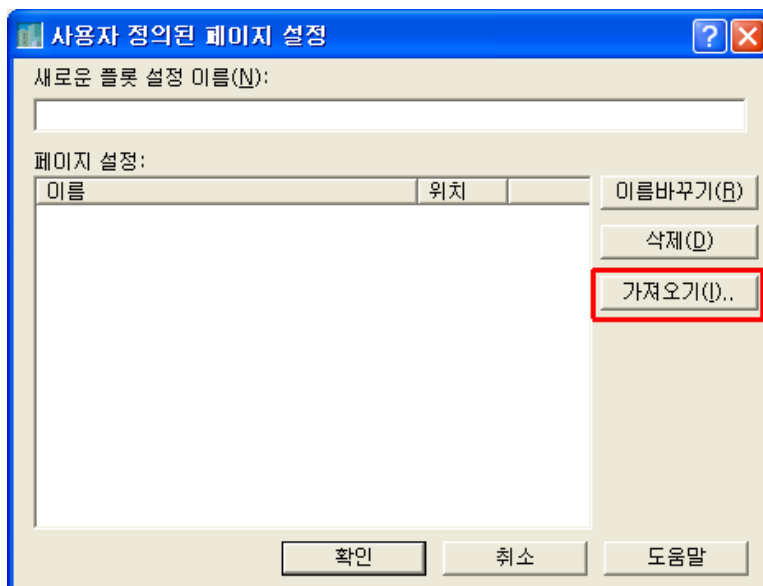 사용자 정의된 페이지 설정
새로운 플롯 설정 이름(N):
페이지 설정:
이름 위치
이름바꾸기(R)
삭제(D)
가져오기(I)..
확인 취소 도움말